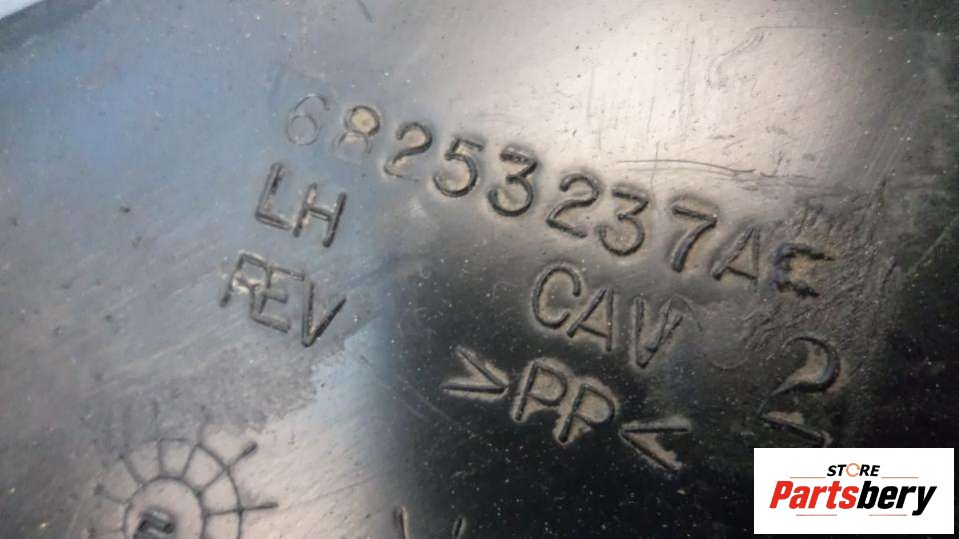 68253237AE
LH
CAV 2
REV
>PP<
STORE
Partsbery